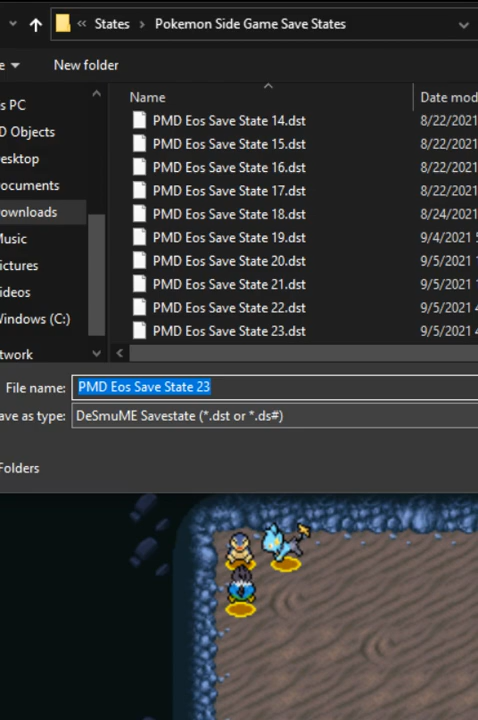 « States > Pokemon Side Game Save States
e
New folder
s PC
D Objects
esktop
ocuments
ownloads
Music
ictures
ideos
Windows (C:)
twork
Name
Date mod
PMD Eos Save State 14.dst
8/22/2021
PMD Eos Save State 15.dst
8/22/2021
PMD Eos Save State 16.dst
8/22/2021
PMD Eos Save State 17.dst
8/22/2021
PMD Eos Save State 18.dst
8/24/2021
PMD Eos Save State 19.dst
9/4/2021 5
PMD Eos Save State 20.dst
9/5/2021 1
PMD Eos Save State 21.dst
9/5/2021 1
PMD Eos Save State 22.dst
9/5/2021 4
PMD Eos Save State 23.dst
9/5/2021 4
File name: PMD Eos Save State 23
ave as type: DeSmuME Savestate (*.dst or *.ds#)
Folders